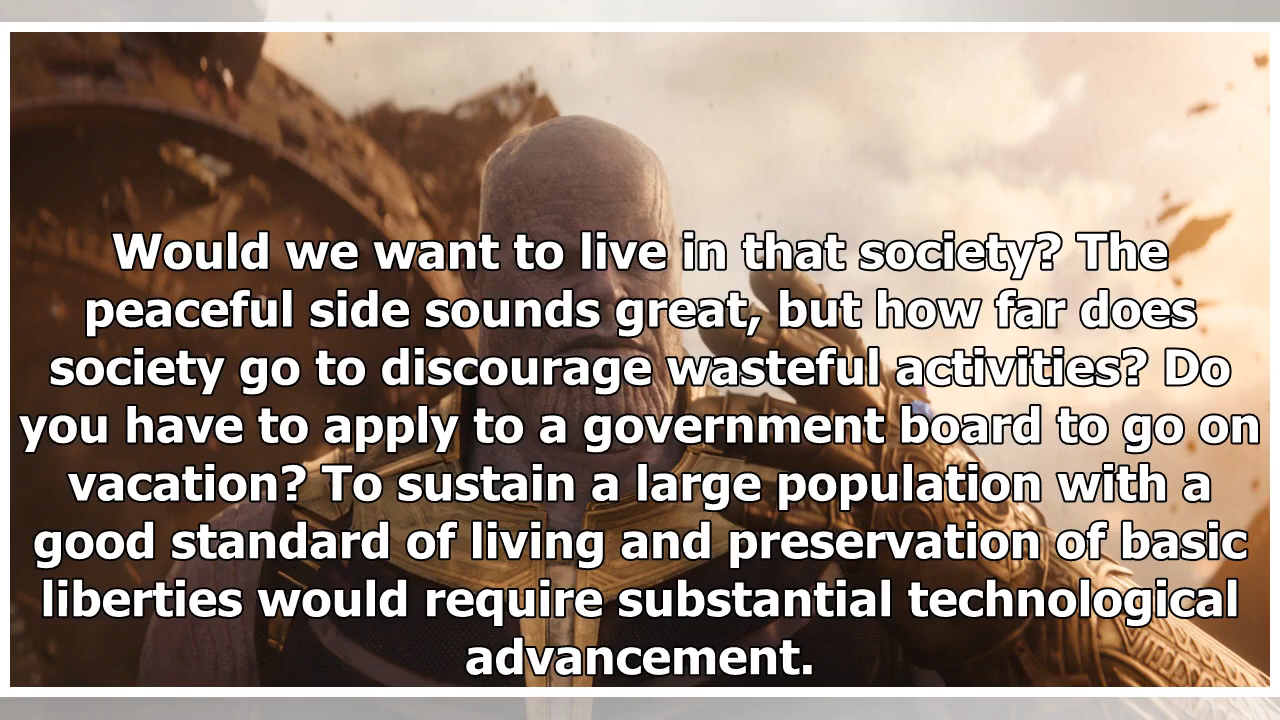 Would we want to live in that society? The
peaceful side sounds great, but how far does
society go to discourage wasteful activities? Do
you have to apply to a government board to go on
vacation? To sustain a large population with a
good standard of living and preservation of basic
liberties would require substantial technological
advancement.